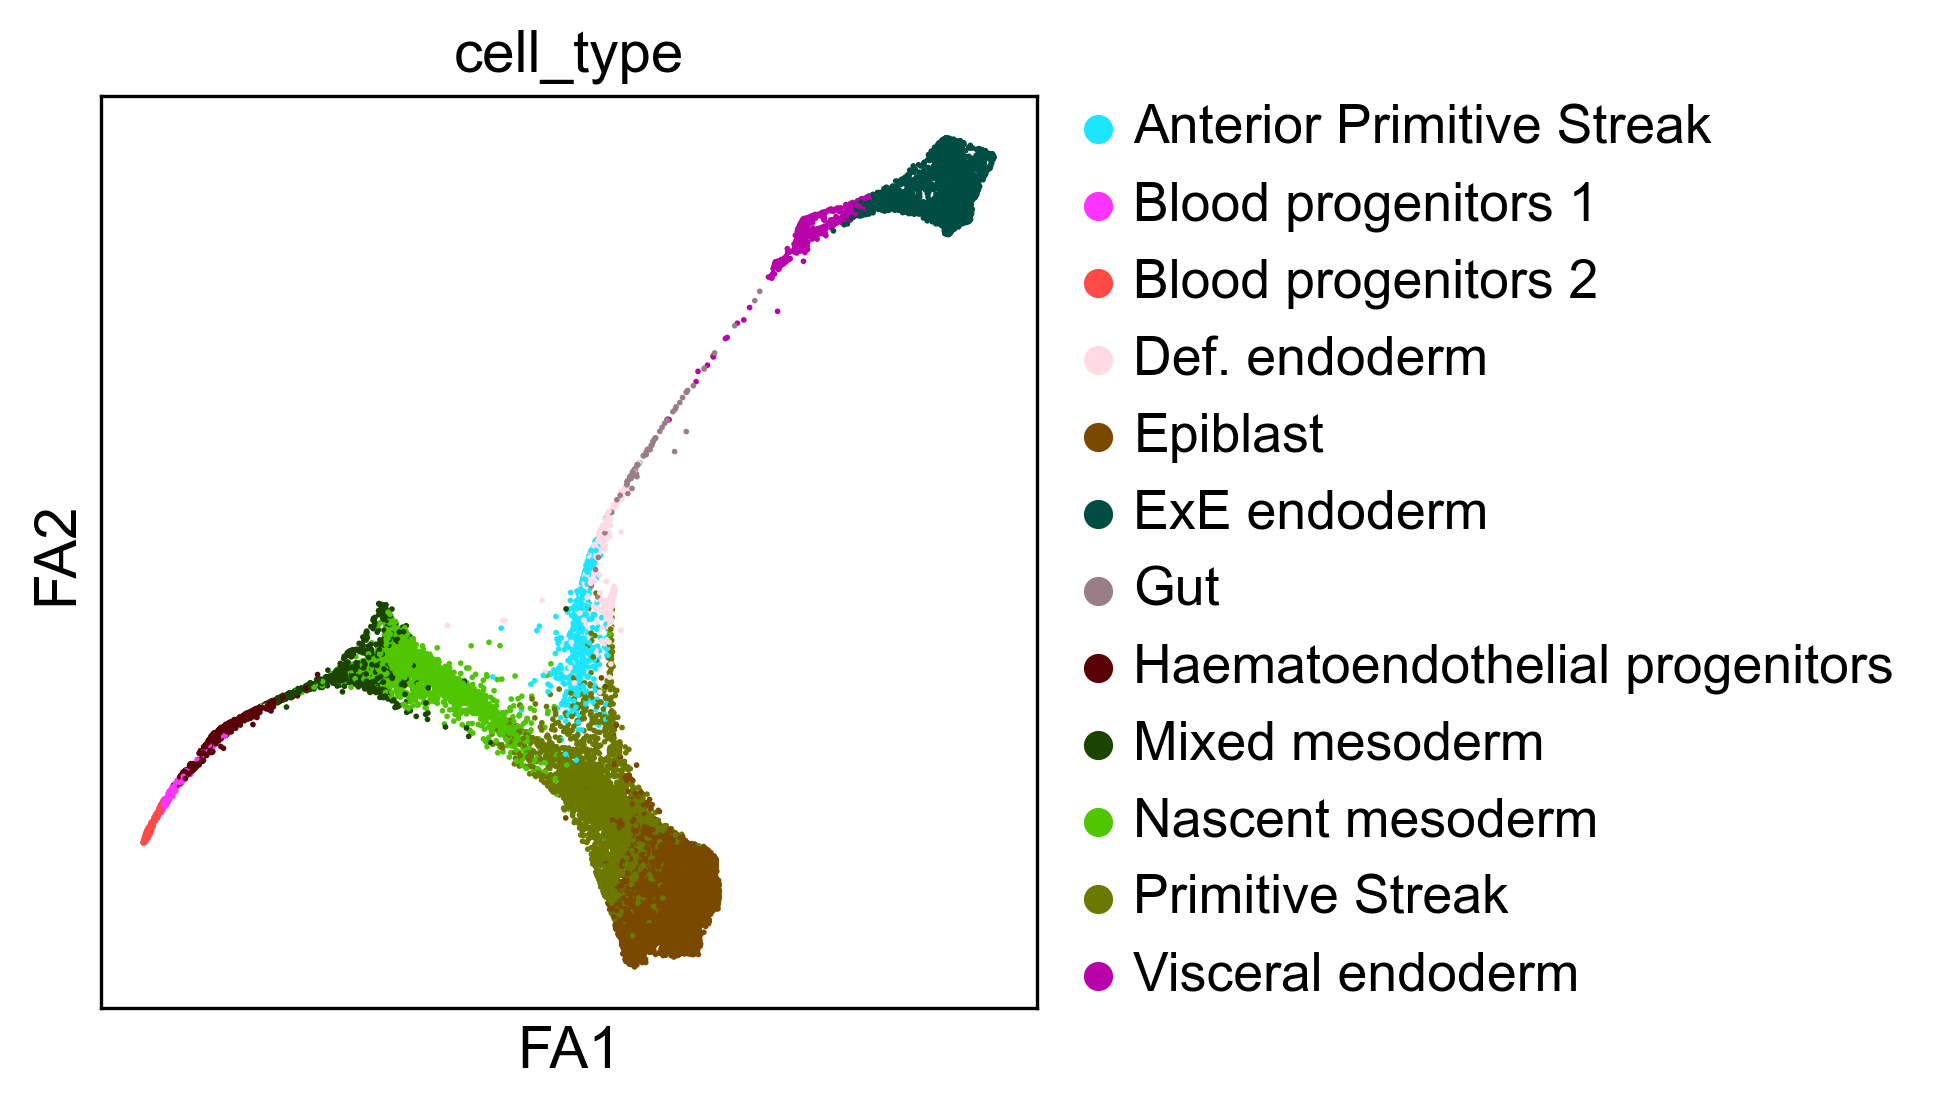 cell_type
FA2
FA1
Anterior Primitive Streak
Blood progenitors 1
Blood progenitors 2
Def. endoderm
Epiblast
ExE endoderm
Gut
Haematoendothelial progenitors
Mixed mesoderm
Nascent mesoderm
Primitive Streak
Visceral endoderm